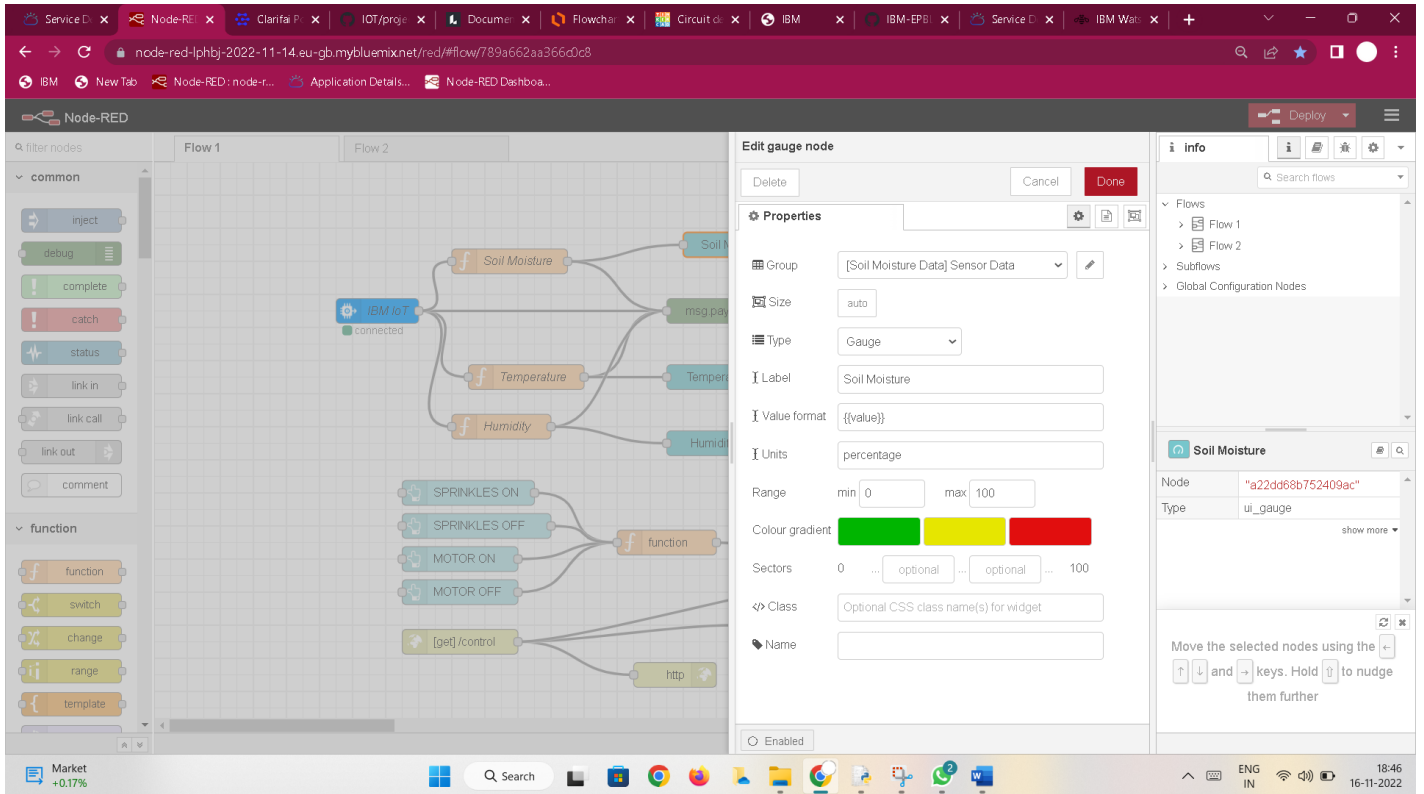 Service D
Node-RED
Clarifai P
IOT/proje
Documen
Flowchar
Circuit de
IBM
IBM-EPBL
Service D
IBM Wats
node-red-lphbj-2022-11-14.eu-gb.mybluemix.net/red/#flow/789a662aa366c0c8
IBM
New Tab
Node-RED : node-r...
Application Details...
Node-RED Dashboa...
Node-RED
Deploy
filter nodes
Flow 1
Flow 2
common
inject
debug
complete
catch
status
link in
link call
link out
comment
function
function
switch
change
range
template
Soil Moisture
Soil M
IBM IoT
connected
msg.pay
Temperature
Tempera
Humidity
Humidit
SPRINKLES ON
SPRINKLES OFF
MOTOR ON
MOTOR OFF
function
[get] /control
http
Edit gauge node
Delete
Cancel
Done
Properties
Group
[Soil Moisture Data] Sensor Data
Size
auto
Type
Gauge
Label
Soil Moisture
Value format
{{value}}
Units
percentage
Range
min 0
max 100
Colour gradient
Sectors
0 ... optional ... optional ... 100
</> Class
Optional CSS class name(s) for widget
Name
Enabled
i info
i
Search flows
Flows
Flow 1
Flow 2
Subflows
Global Configuration Nodes
Soil Moisture
Node
"a22dd68b752409ac"
Type
ui_gauge
show more
Move the selected nodes using the ←
↑ ↓ and → keys. Hold ⇧ to nudge
them further
Market
+0.17%
Search
2
ENG
IN
18:46
16-11-2022